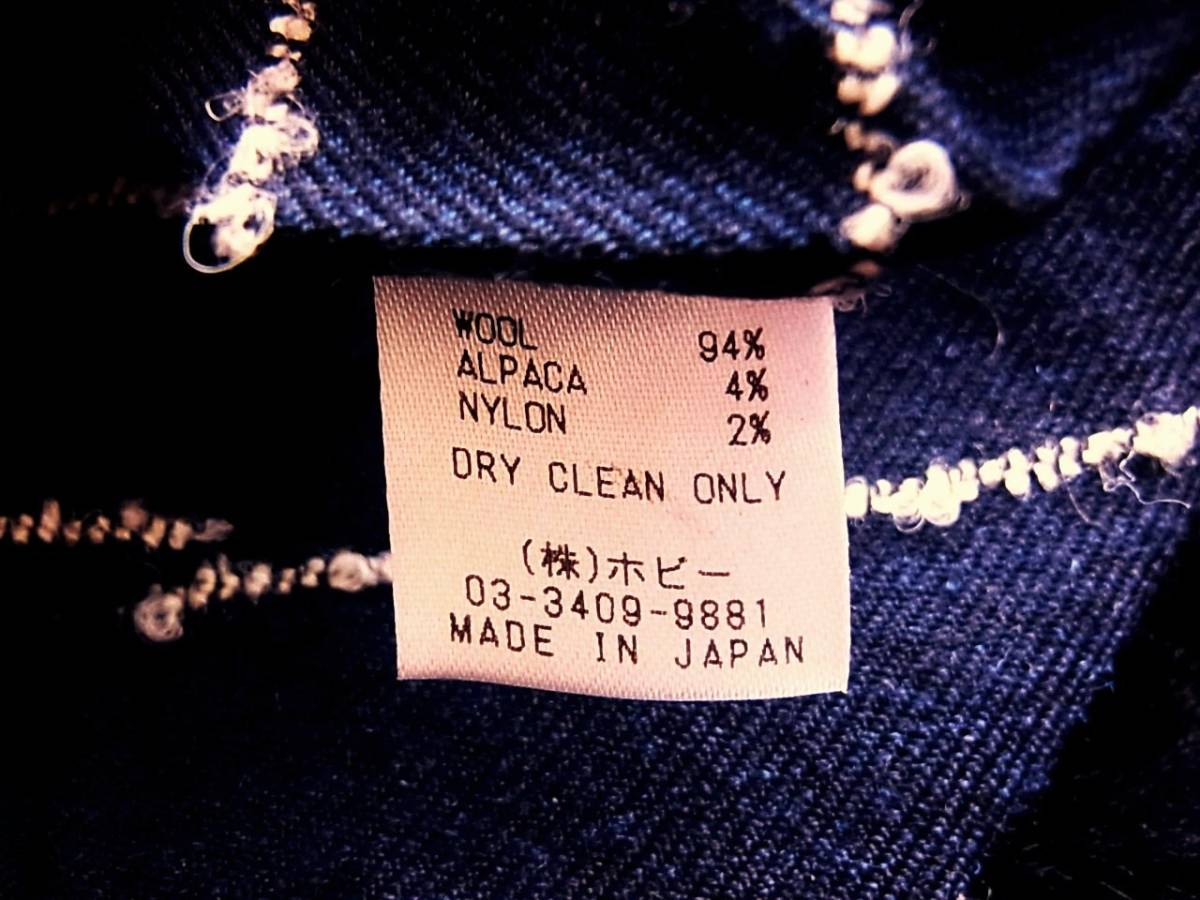 WOOL 94%
ALPACA 4%
NYLON 2%
DRY CLEAN ONLY
(株)ホビー
03-3409-9881
MADE IN JAPAN